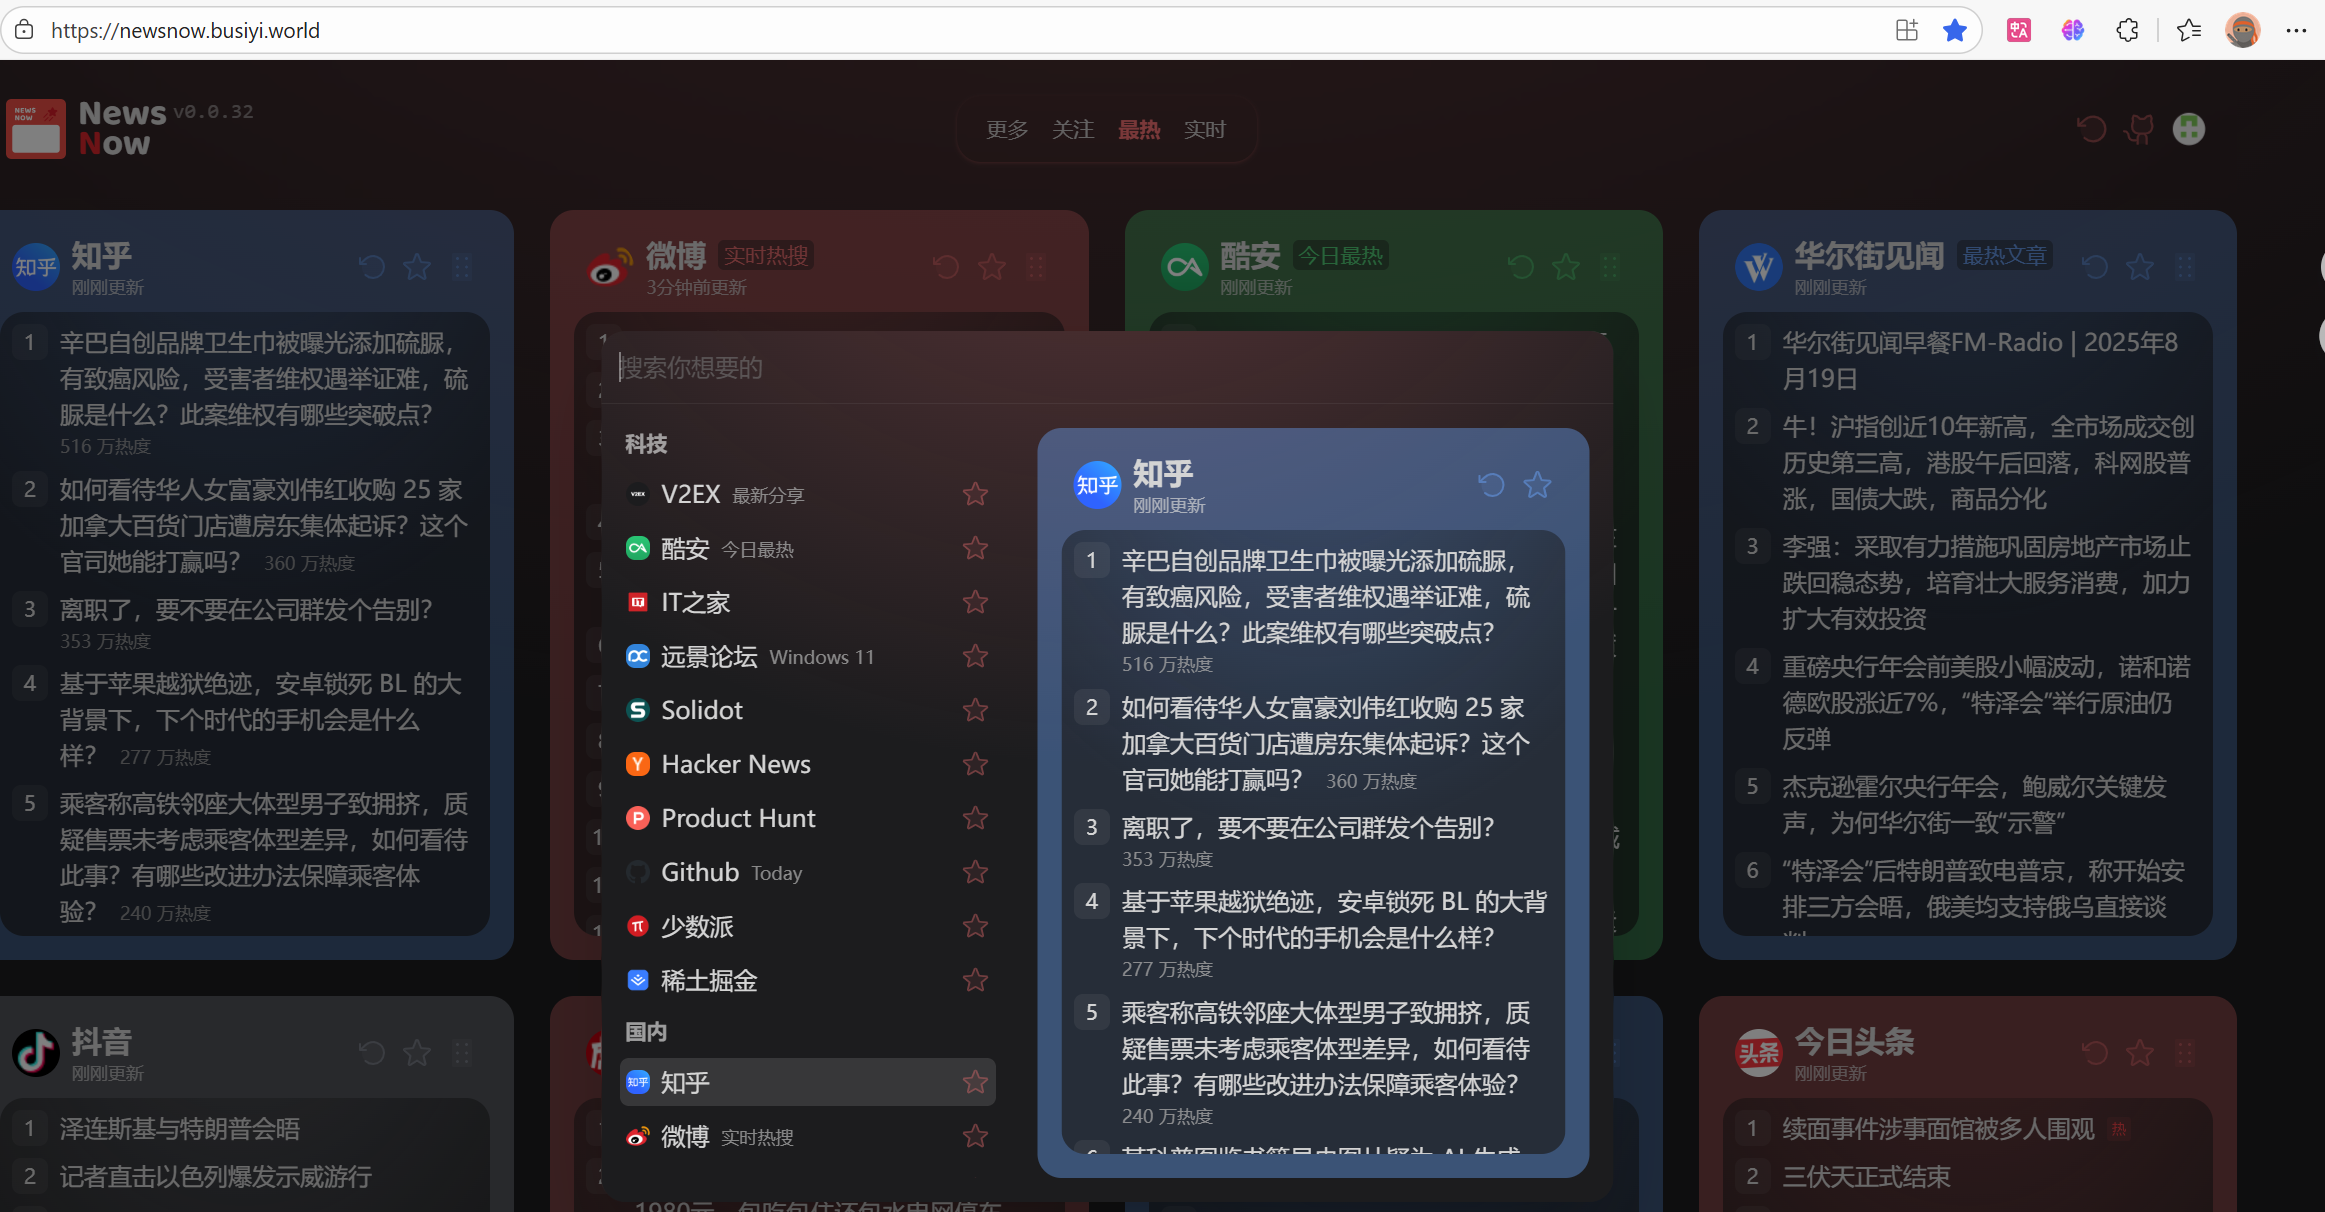 https://newsnow.busiyi.world
News v0.0.32
Now
更多 关注 最热 实时
知乎
刚刚更新
1 辛巴自创品牌卫生巾被曝光添加硫脲，
有致癌风险，受害者维权遇举证难，硫
脲是什么？此案维权有哪些突破点？
516 万热度
2 如何看待华人女富豪刘伟红收购 25 家
加拿大百货门店遭房东集体起诉？这个
官司她能打赢吗？ 360 万热度
3 离职了，要不要在公司群发个告别？
353 万热度
4 基于苹果越狱绝迹，安卓锁死 BL 的大
背景下，下个时代的手机会是什么
样？ 277 万热度
5 乘客称高铁邻座大体型男子致拥挤，质
疑售票未考虑乘客体型差异，如何看待
此事？有哪些改进办法保障乘客体
验？ 240 万热度
微博 实时热搜
3分钟前更新
酷安 今日最热
刚刚更新
华尔街见闻 最热文章
刚刚更新
1 华尔街见闻早餐FM-Radio | 2025年8
月19日
2 牛！沪指创近10年新高，全市场成交创
历史第三高，港股午后回落，科网股普
涨，国债大跌，商品分化
3 李强：采取有力措施巩固房地产市场止
跌回稳态势，培育壮大服务消费，加力
扩大有效投资
4 重磅央行年会前美股小幅波动，诺和诺
德欧股涨近7%，“特泽会”举行原油仍
反弹
5 杰克逊霍尔央行年会，鲍威尔关键发
声，为何华尔街一致“示警”
6 “特泽会”后特朗普致电普京，称开始安
排三方会晤，俄美均支持俄乌直接谈
搜索你想要的
科技
V2EX 最新分享
酷安 今日最热
IT之家
远景论坛 Windows 11
Solidot
Hacker News
Product Hunt
Github Today
少数派
稀土掘金
国内
知乎
微博 实时热搜
知乎
刚刚更新
1 辛巴自创品牌卫生巾被曝光添加硫脲，
有致癌风险，受害者维权遇举证难，硫
脲是什么？此案维权有哪些突破点？
516 万热度
2 如何看待华人女富豪刘伟红收购 25 家
加拿大百货门店遭房东集体起诉？这个
官司她能打赢吗？ 360 万热度
3 离职了，要不要在公司群发个告别？
353 万热度
4 基于苹果越狱绝迹，安卓锁死 BL 的大背
景下，下个时代的手机会是什么样？
277 万热度
5 乘客称高铁邻座大体型男子致拥挤，质
疑售票未考虑乘客体型差异，如何看待
此事？有哪些改进办法保障乘客体验？
240 万热度
抖音
刚刚更新
1 泽连斯基与特朗普会晤
2 记者直击以色列爆发示威游行
今日头条
刚刚更新
1 续面事件涉事面馆被多人围观 热
2 三伏天正式结束